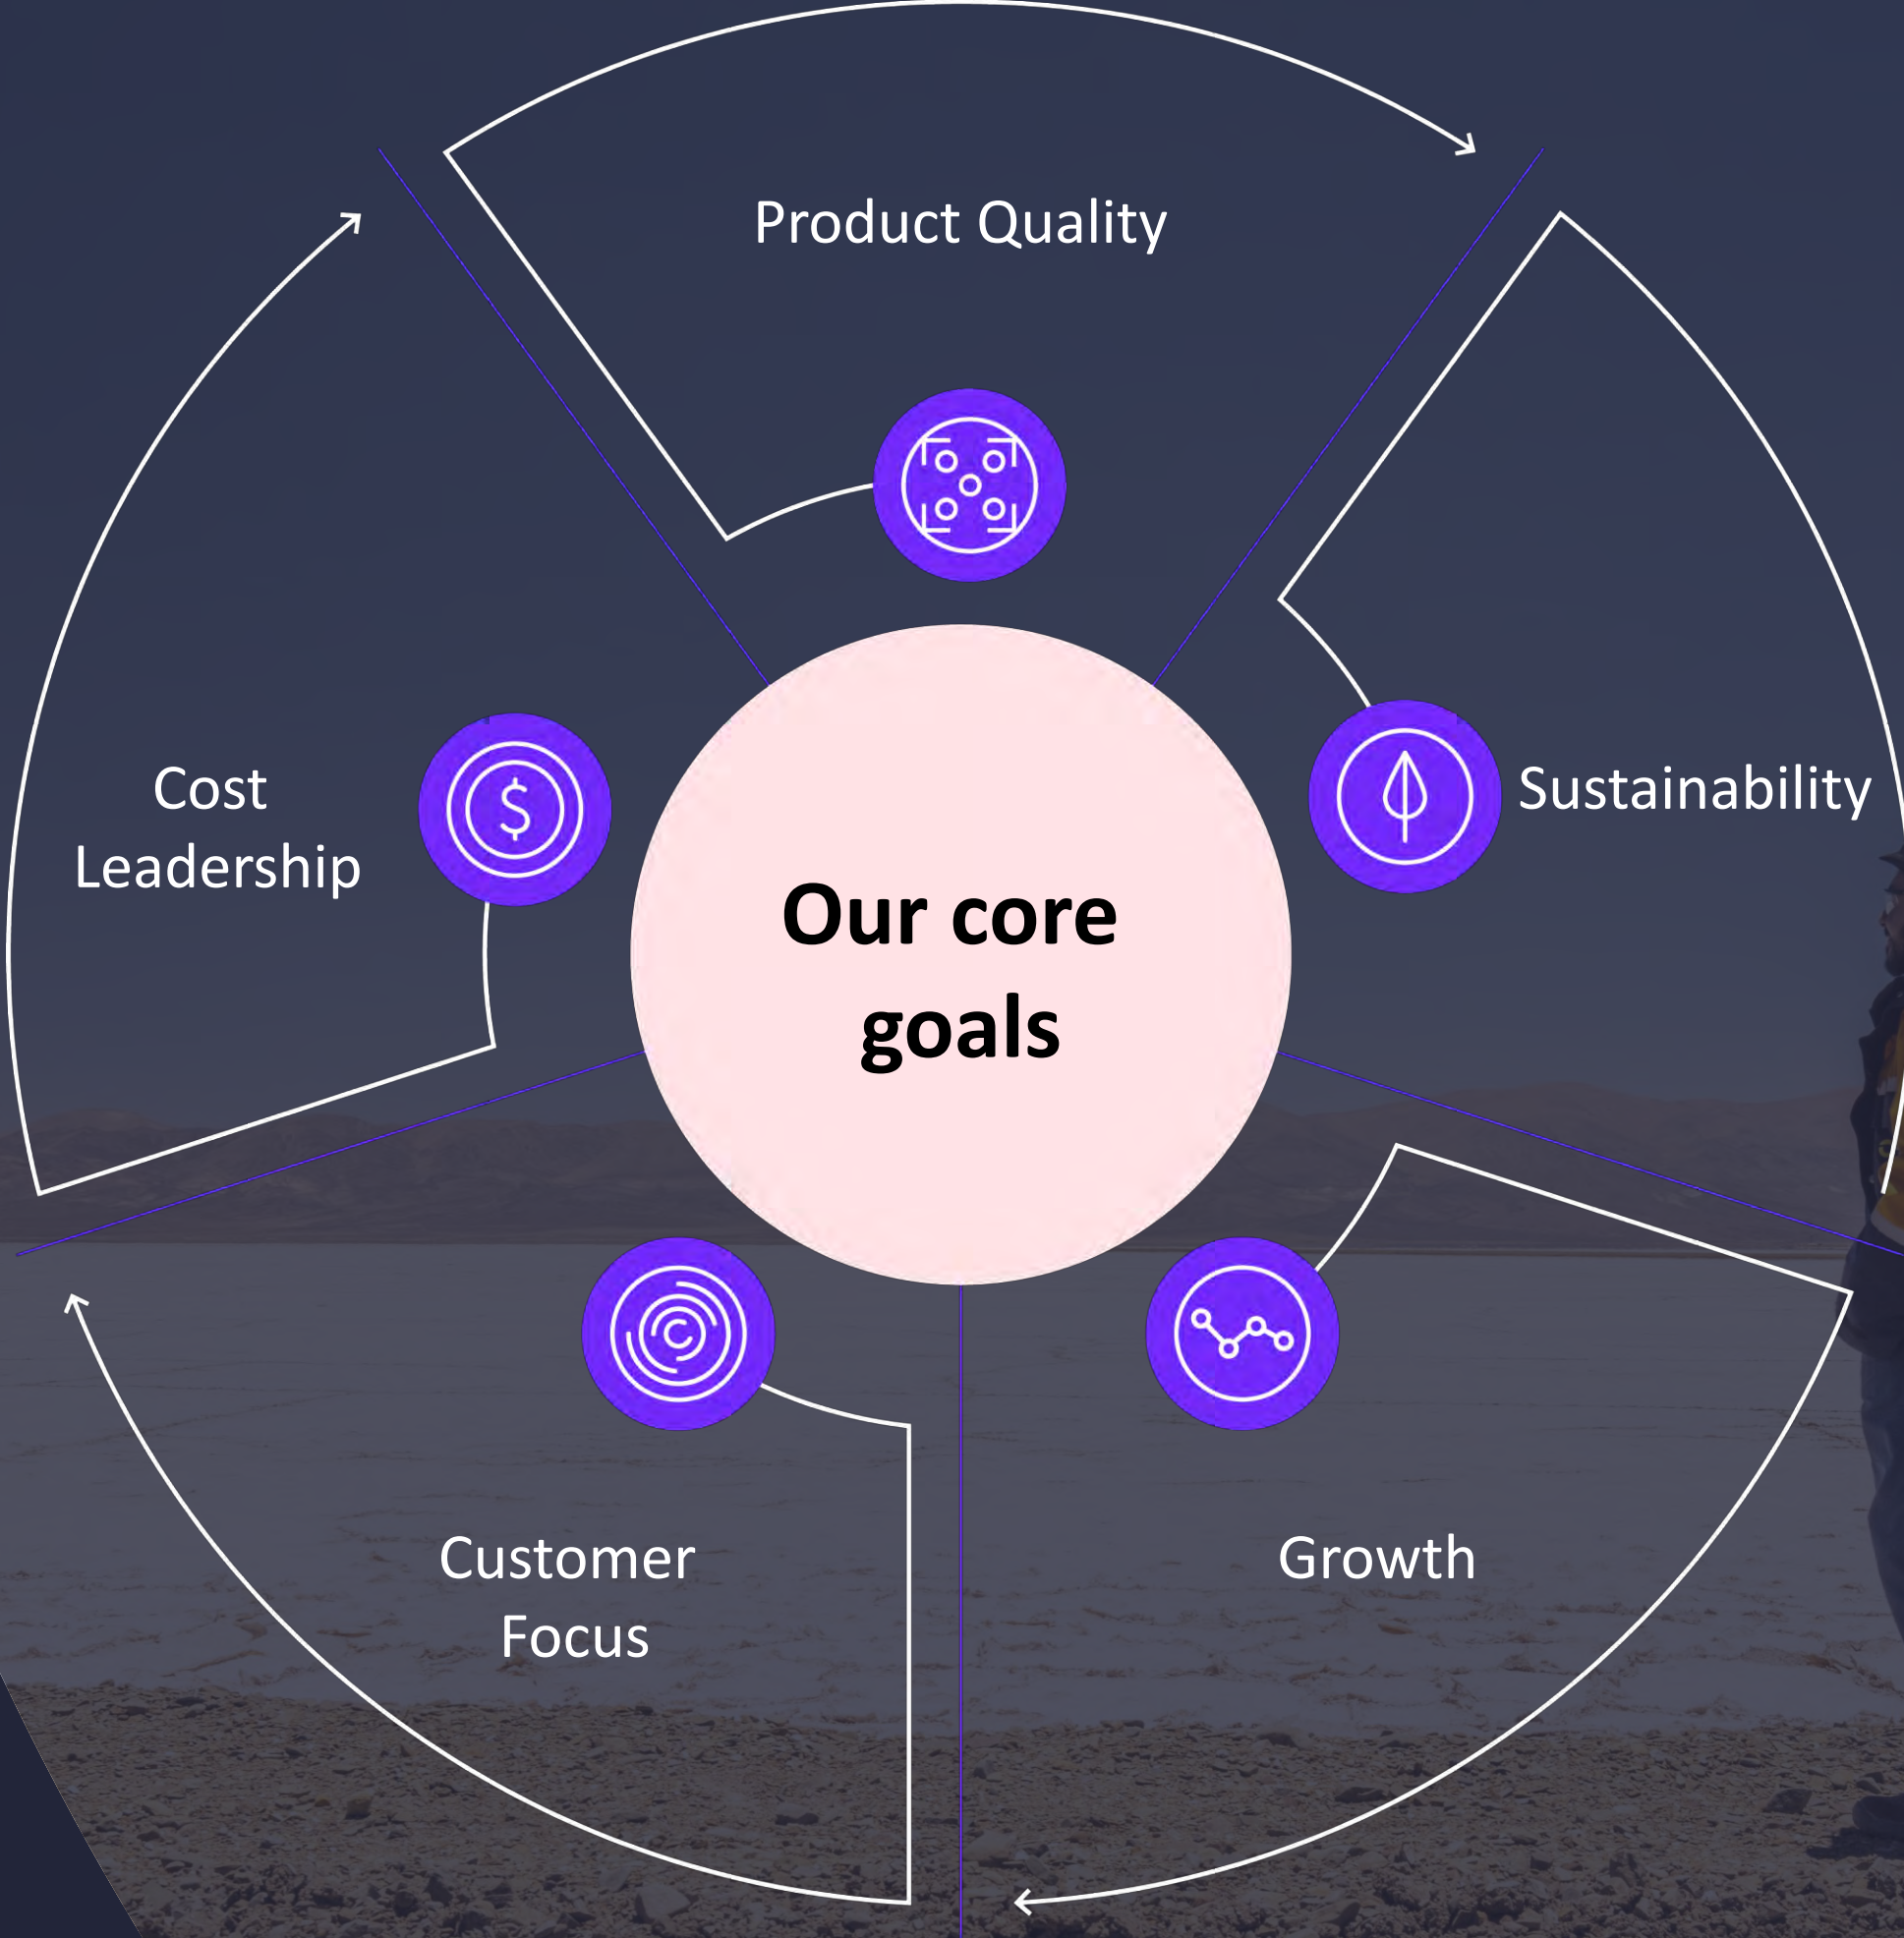 Product Quality
Cost
Leadership
Sustainability
Our core
goals
Customer
Focus
Growth